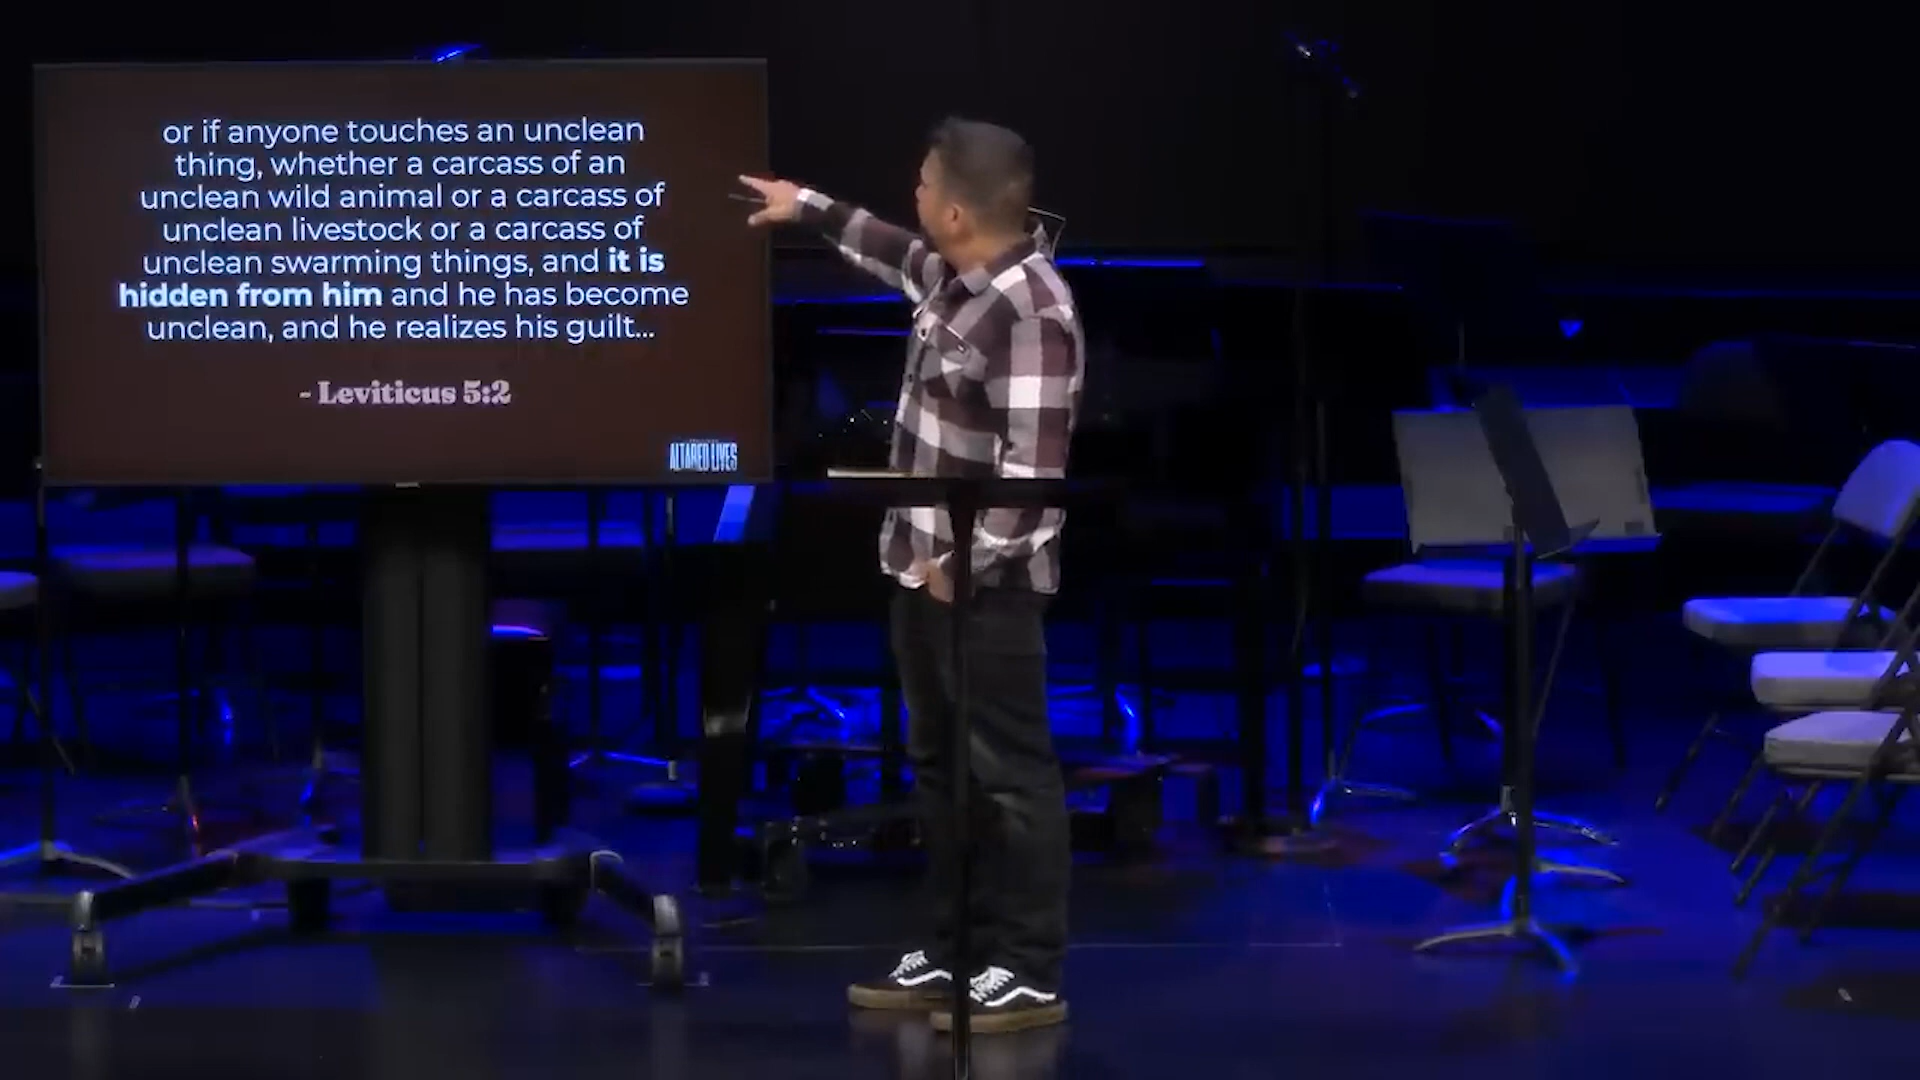 or if anyone touches an unclean
thing, whether a carcass of an
unclean wild animal or a carcass of
unclean livestock or a carcass of
unclean swarming things, and it is
hidden from him and he has become
unclean, and he realizes his guilt...
- Leviticus 5:2
ALTARED LIVES